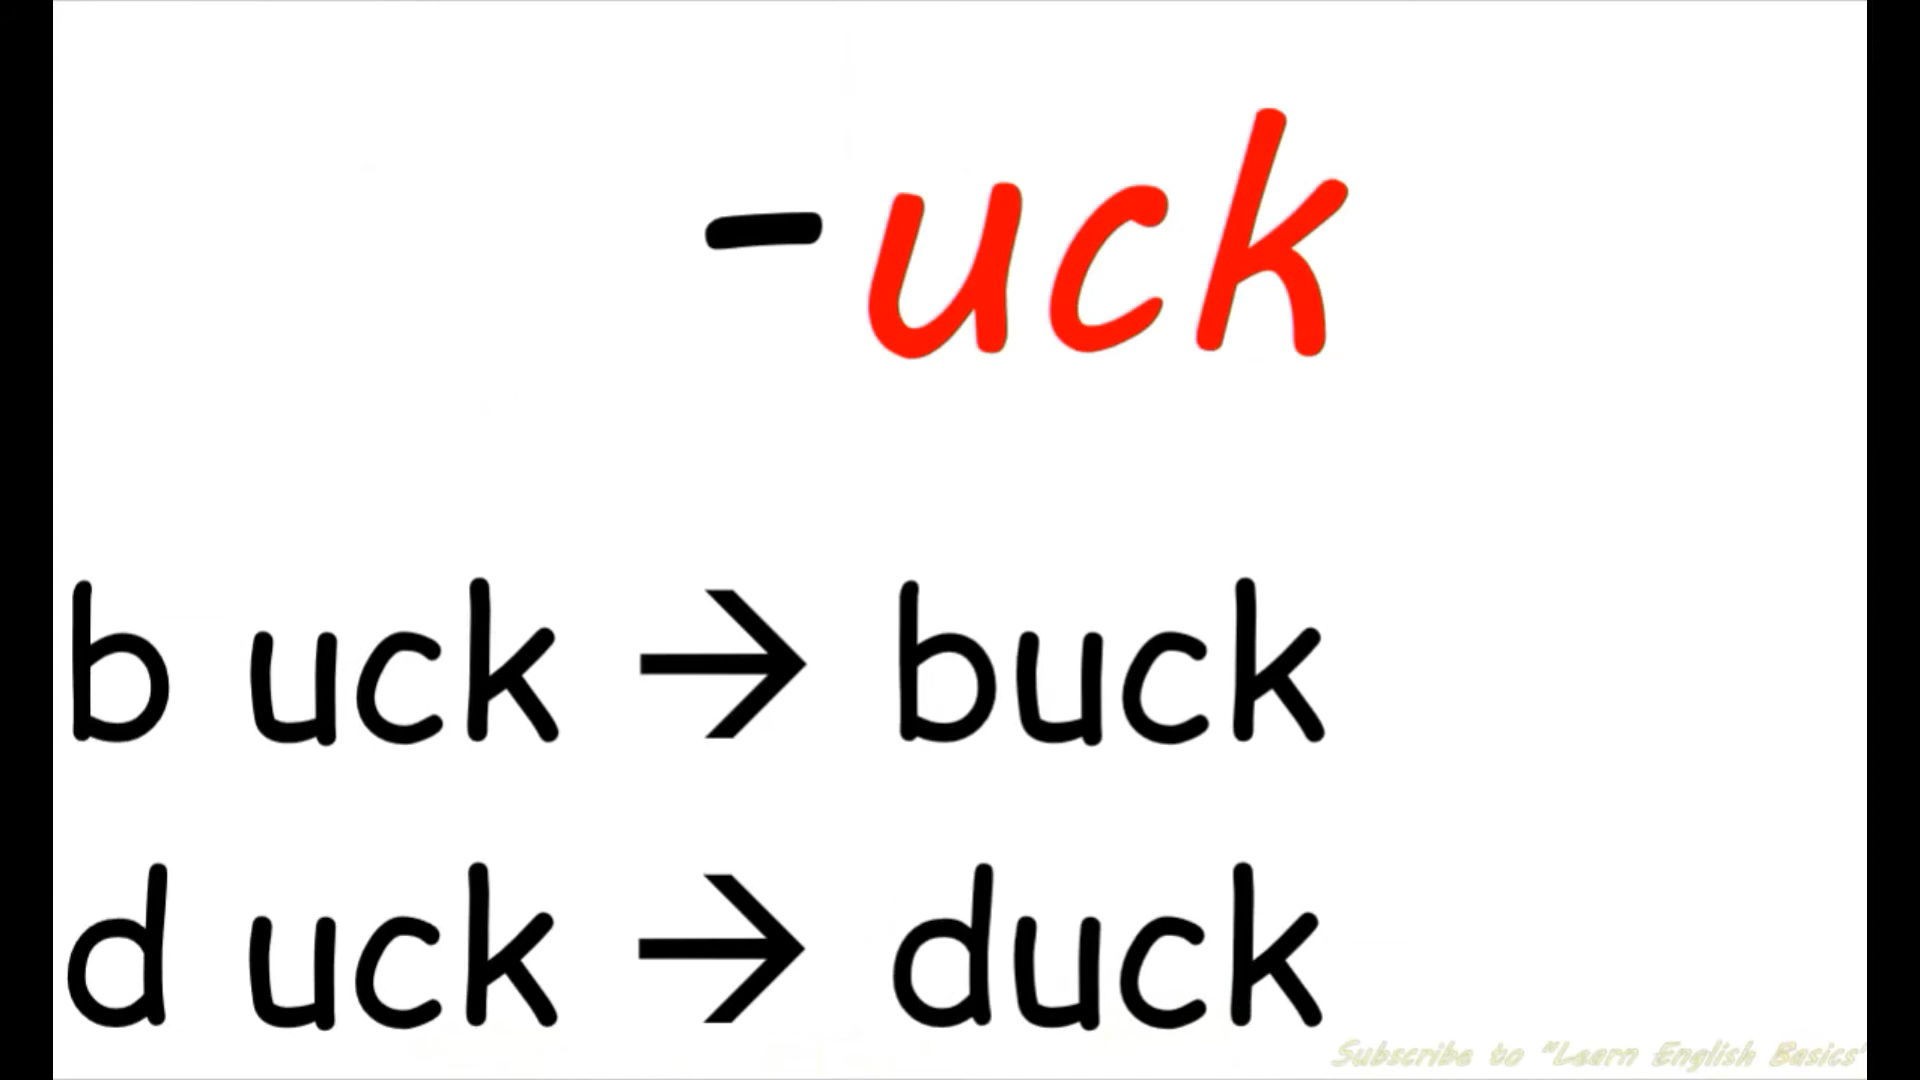 -uck
b uck → buck
d uck → duck
Subscribe to "Learn English Basics"